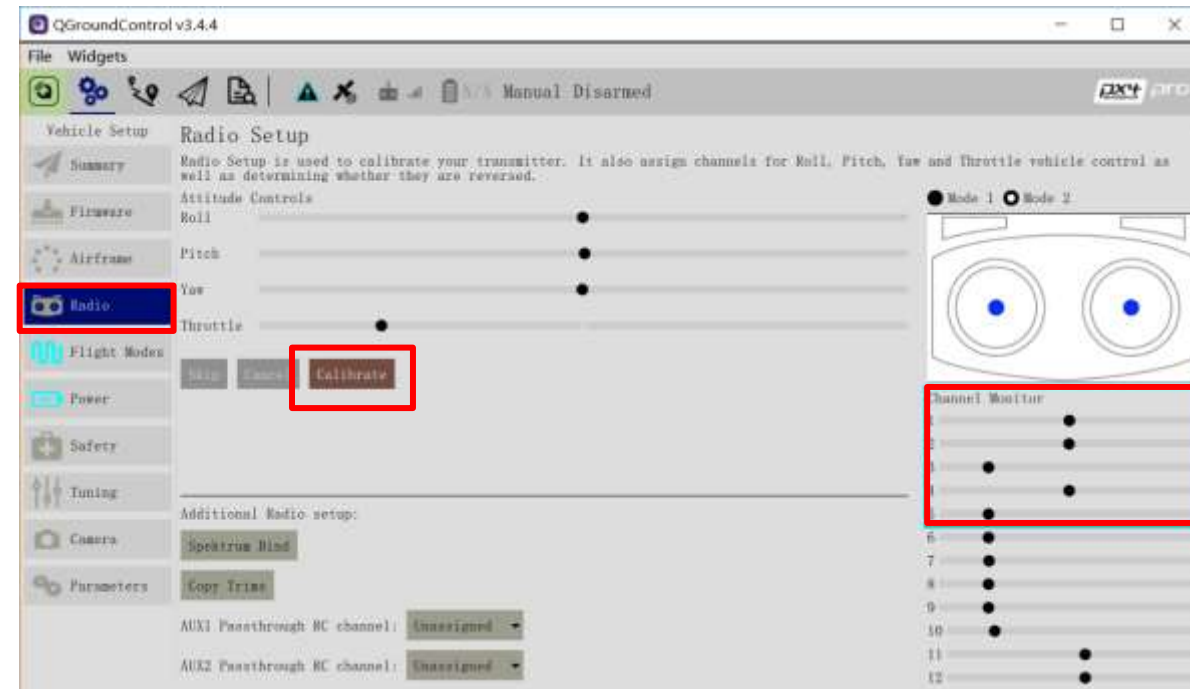 QGroundControl v3.4.4
File Widgets
Manual Disarmed
px4 pro
Vehicle Setup
Summary
Firmware
Airframe
Radio
Flight Modes
Power
Safety
Tuning
Camera
Parameters
Radio Setup
Radio Setup is used to calibrate your transmitter. It also assign channels for Roll, Pitch, Yaw and Throttle vehicle control as
well as determining whether they are reversed.
Attitude Controls
Roll
Pitch
Yaw
Throttle
Skip Cancel Calibrate
Additional Radio setup:
Spektrum Bind
Copy Trims
AUX1 Passthrough RC channel: Unassigned
AUX2 Passthrough RC channel: Unassigned
Mode 1 Mode 2
Channel Monitor
1
2
3
4
5
6
7
8
9
10
11
12